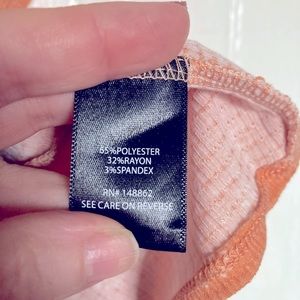 65%POLYESTER
32%RAYON
3%SPANDEX
RN# 148862
SEE CARE ON REVERSE